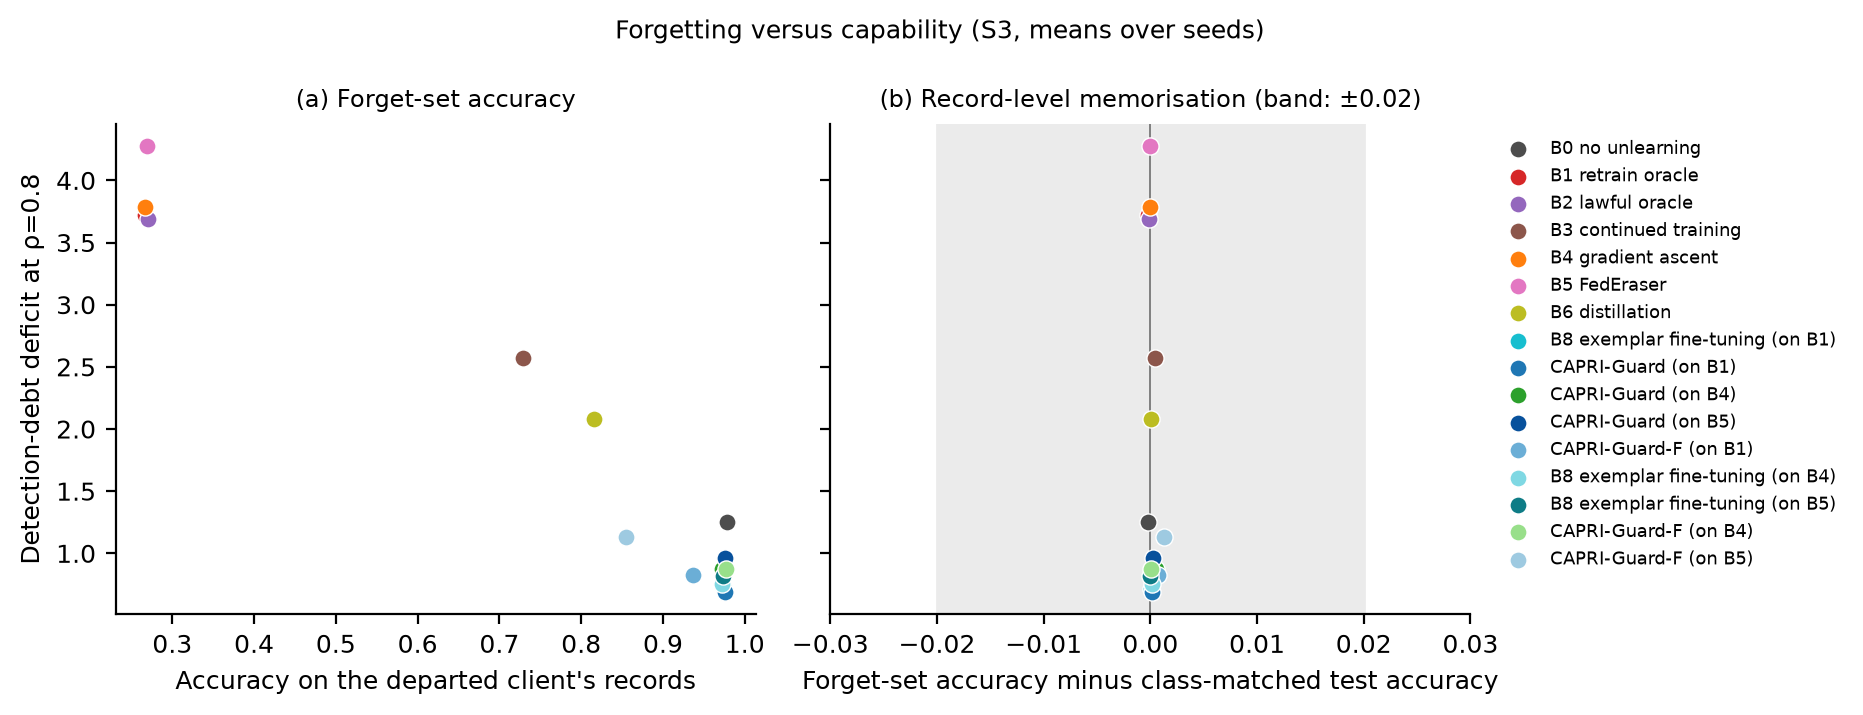 Forgetting versus capability (S3, means over seeds)
(a) Forget-set accuracy
Detection-debt deficit at ρ=0.8
4.0
3.5
3.0
2.5
2.0
1.5
1.0
0.3 0.4 0.5 0.6 0.7 0.8 0.9 1.0
Accuracy on the departed client's records
(b) Record-level memorisation (band: ±0.02)
−0.03 −0.02 −0.01 0.00 0.01 0.02 0.03
Forget-set accuracy minus class-matched test accuracy
B0 no unlearning
B1 retrain oracle
B2 lawful oracle
B3 continued training
B4 gradient ascent
B5 FedEraser
B6 distillation
B8 exemplar fine-tuning (on B1)
CAPRI-Guard (on B1)
CAPRI-Guard (on B4)
CAPRI-Guard (on B5)
CAPRI-Guard-F (on B1)
B8 exemplar fine-tuning (on B4)
B8 exemplar fine-tuning (on B5)
CAPRI-Guard-F (on B4)
CAPRI-Guard-F (on B5)